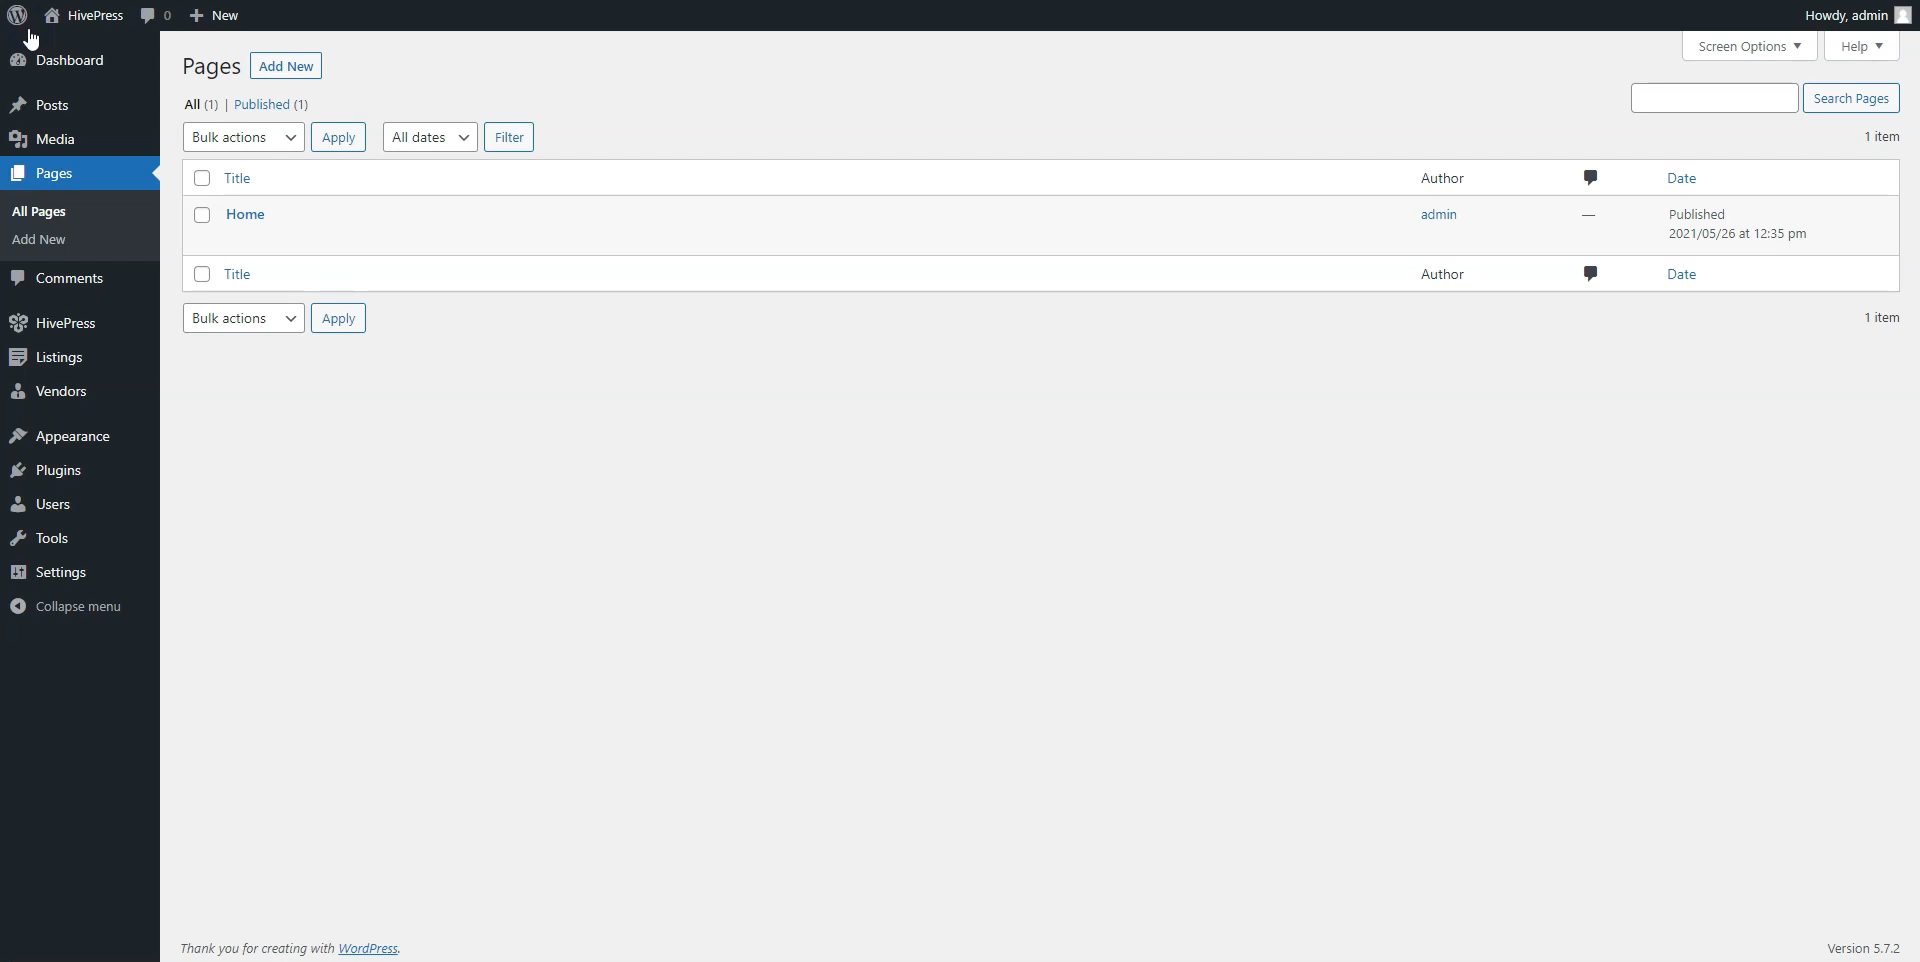 HivePress 0 New Howdy, admin
Screen Options Help
Dashboard
Posts
Media
Pages
All Pages
Add New
Comments
HivePress
Listings
Vendors
Appearance
Plugins
Users
Tools
Settings
Collapse menu
Pages Add New
All (1) | Published (1)
Search Pages
Bulk actions Apply All dates Filter 1 item
Title Author Date
Home admin — Published
2021/05/26 at 12:35 pm
Title Author Date
Bulk actions Apply 1 item
Thank you for creating with WordPress. Version 5.7.2